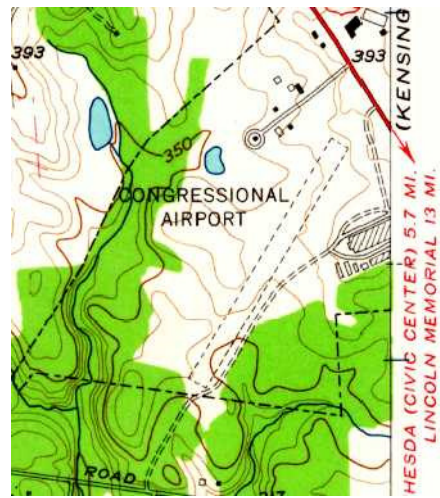 393
393
(KENSING
350
CONGRESSIONAL
AIRPORT
HESDA (CIVIC CENTER) 5.7 MI.
LINCOLN MEMORIAL 13 MI.
ROAD